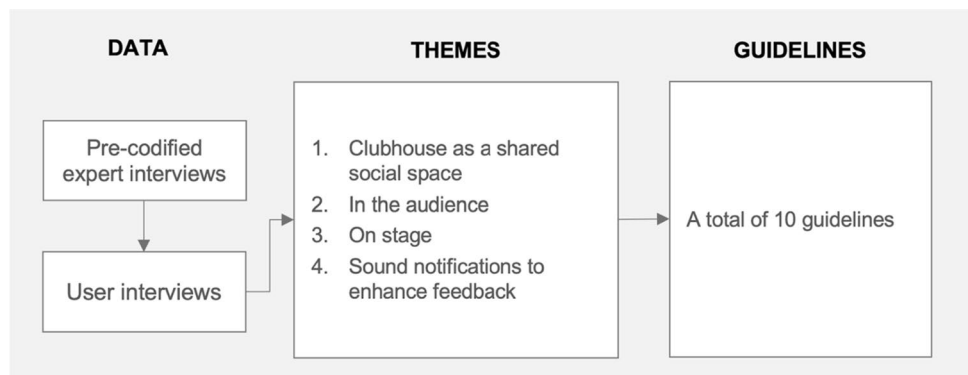 DATA
Pre-codified
expert interviews
User interviews
THEMES
1. Clubhouse as a shared
social space
2. In the audience
3. On stage
4. Sound notifications to
enhance feedback
GUIDELINES
A total of 10 guidelines